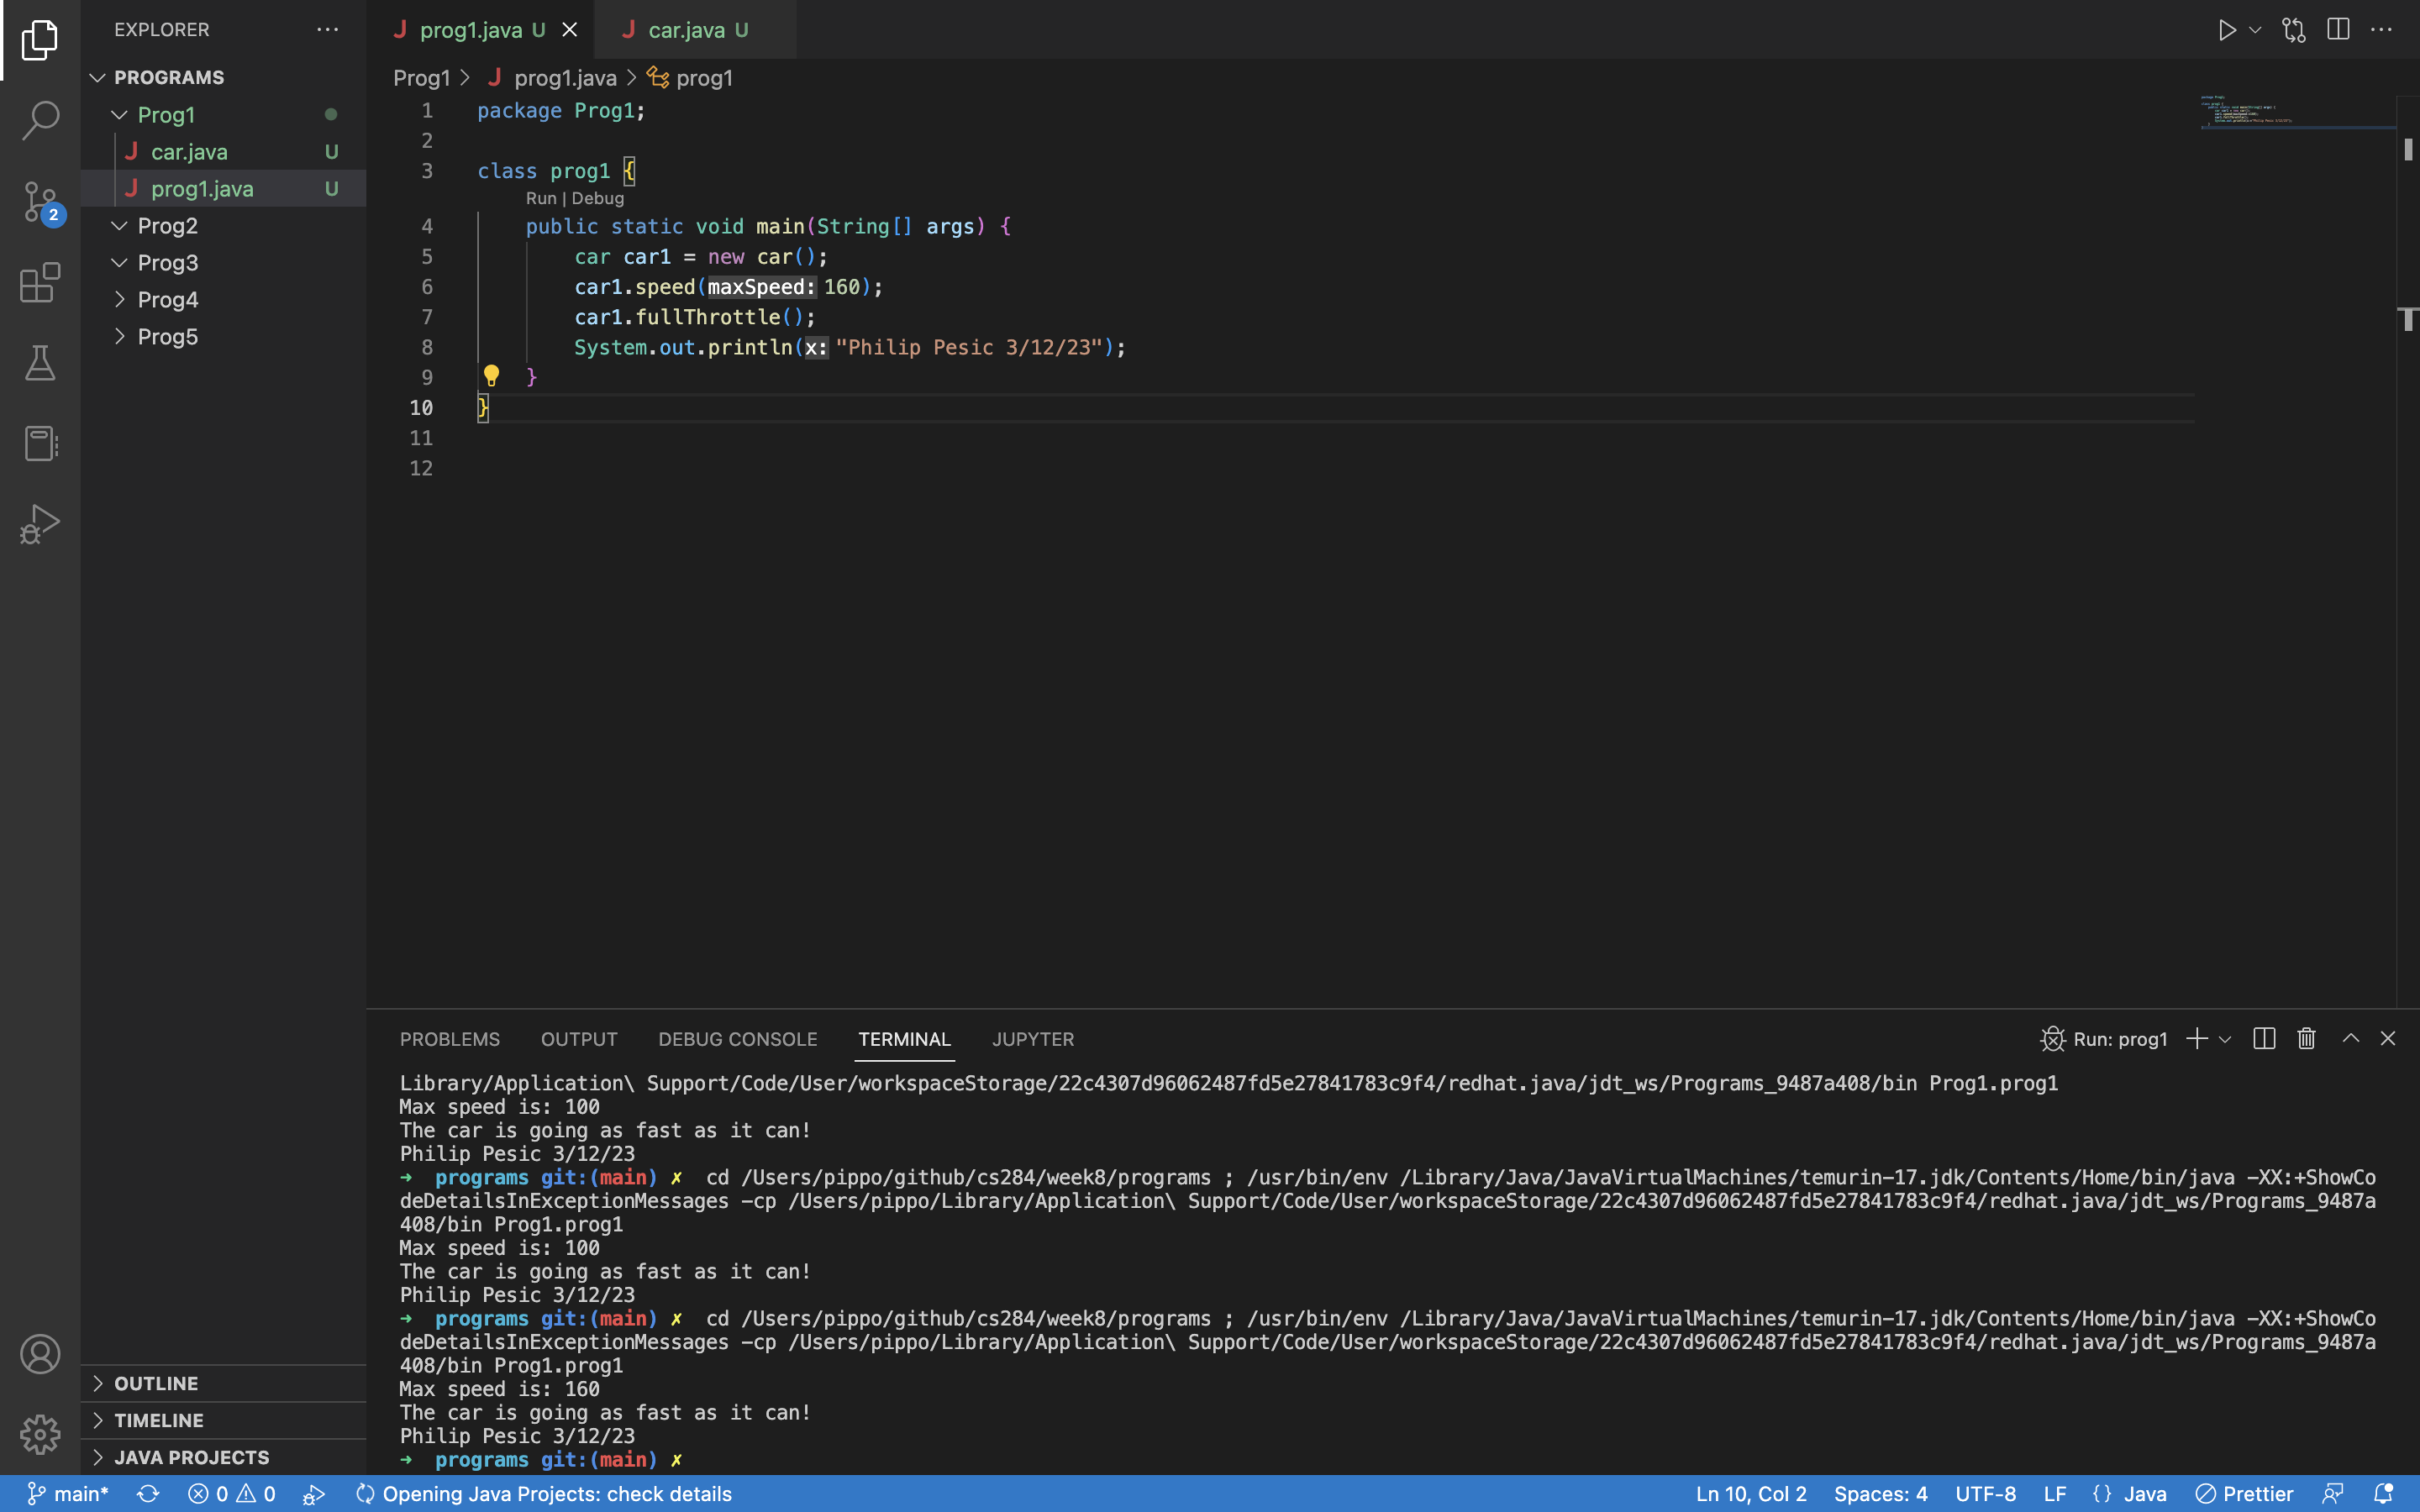 EXPLORER
PROGRAMS
Prog1
car.java U
prog1.java U
Prog2
Prog3
Prog4
Prog5
2
OUTLINE
TIMELINE
JAVA PROJECTS
prog1.java U
car.java U
Prog1 > prog1.java > prog1
1 package Prog1;
2
3 class prog1 {
Run | Debug
4 public static void main(String[] args) {
5 car car1 = new car();
6 car1.speed(maxSpeed: 160);
7 car1.fullThrottle();
8 System.out.println(x: "Philip Pesic 3/12/23");
9 }
10 }
11
12
PROBLEMS OUTPUT DEBUG CONSOLE TERMINAL JUPYTER Run: prog1
Library/Application\ Support/Code/User/workspaceStorage/22c4307d96062487fd5e27841783c9f4/redhat.java/jdt_ws/Programs_9487a408/bin Prog1.prog1
Max speed is: 100
The car is going as fast as it can!
Philip Pesic 3/12/23
➜ programs git:(main) ✗ cd /Users/pippo/github/cs284/week8/programs ; /usr/bin/env /Library/Java/JavaVirtualMachines/temurin-17.jdk/Contents/Home/bin/java -XX:+ShowCo
deDetailsInExceptionMessages -cp /Users/pippo/Library/Application\ Support/Code/User/workspaceStorage/22c4307d96062487fd5e27841783c9f4/redhat.java/jdt_ws/Programs_9487a
408/bin Prog1.prog1
Max speed is: 100
The car is going as fast as it can!
Philip Pesic 3/12/23
➜ programs git:(main) ✗ cd /Users/pippo/github/cs284/week8/programs ; /usr/bin/env /Library/Java/JavaVirtualMachines/temurin-17.jdk/Contents/Home/bin/java -XX:+ShowCo
deDetailsInExceptionMessages -cp /Users/pippo/Library/Application\ Support/Code/User/workspaceStorage/22c4307d96062487fd5e27841783c9f4/redhat.java/jdt_ws/Programs_9487a
408/bin Prog1.prog1
Max speed is: 160
The car is going as fast as it can!
Philip Pesic 3/12/23
➜ programs git:(main) ✗
main* 0 0 Opening Java Projects: check details Ln 10, Col 2 Spaces: 4 UTF-8 LF {} Java Prettier